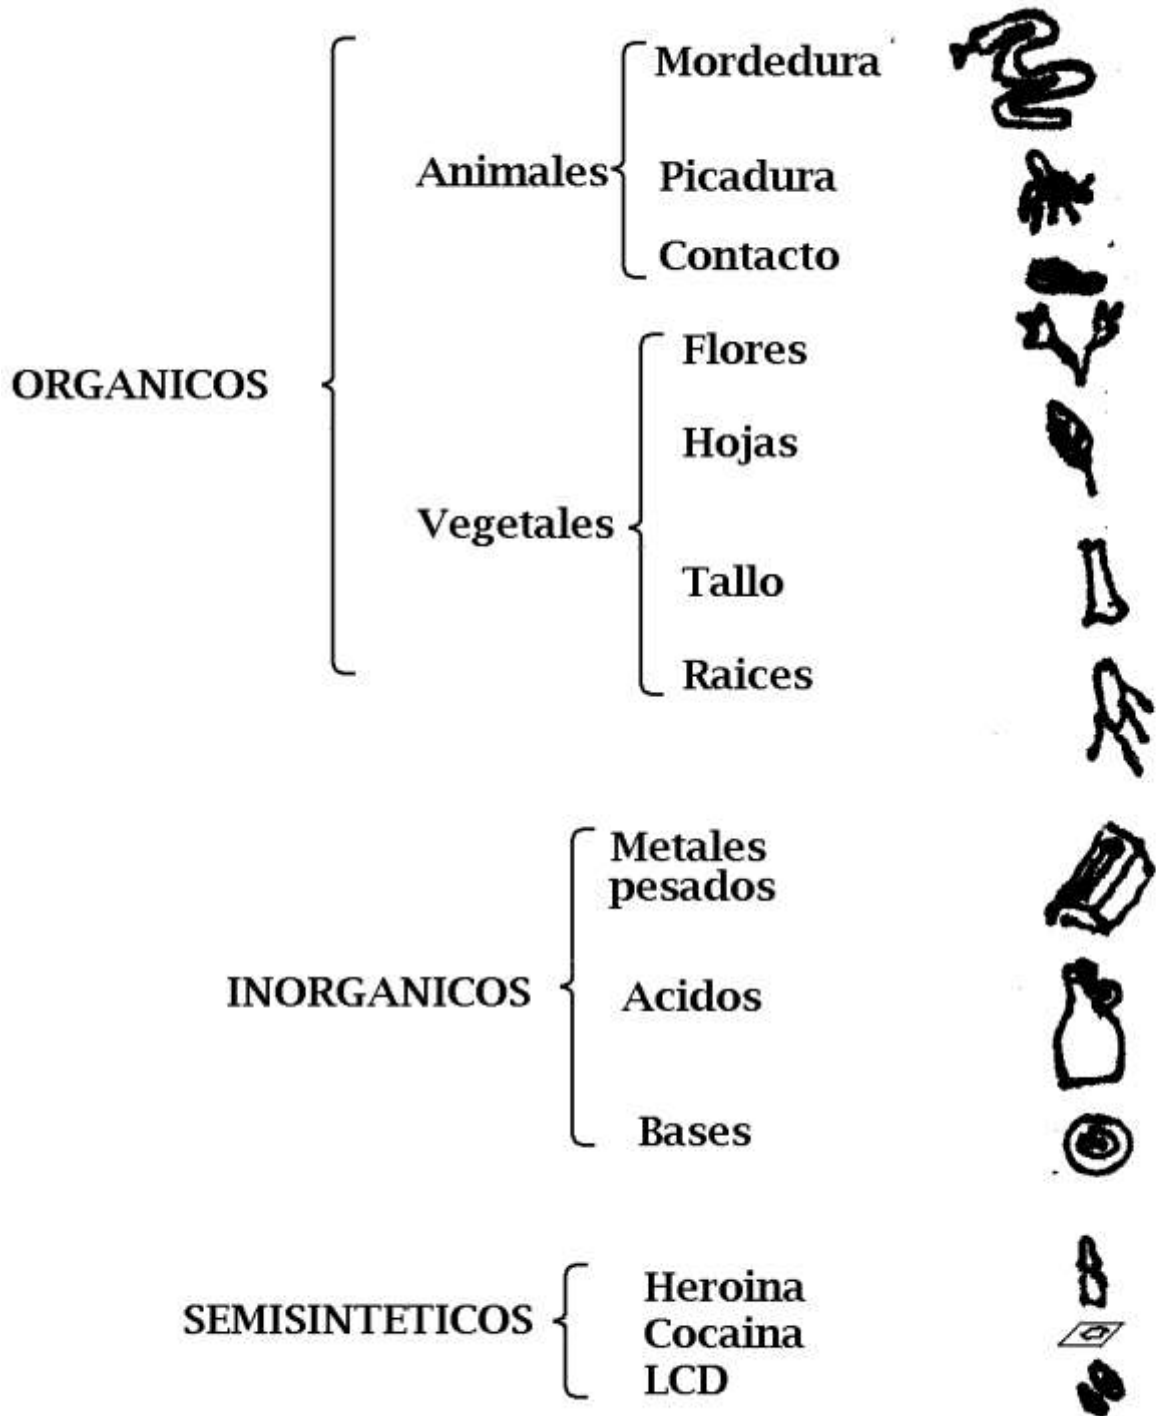 Mordedura
Animales
Picadura
Contacto
ORGANICOS
Flores
Hojas
Vegetales
Tallo
Raices
Metales
pesados
INORGANICOS
Acidos
Bases
SEMISINTETICOS
Heroina
Cocaina
LCD